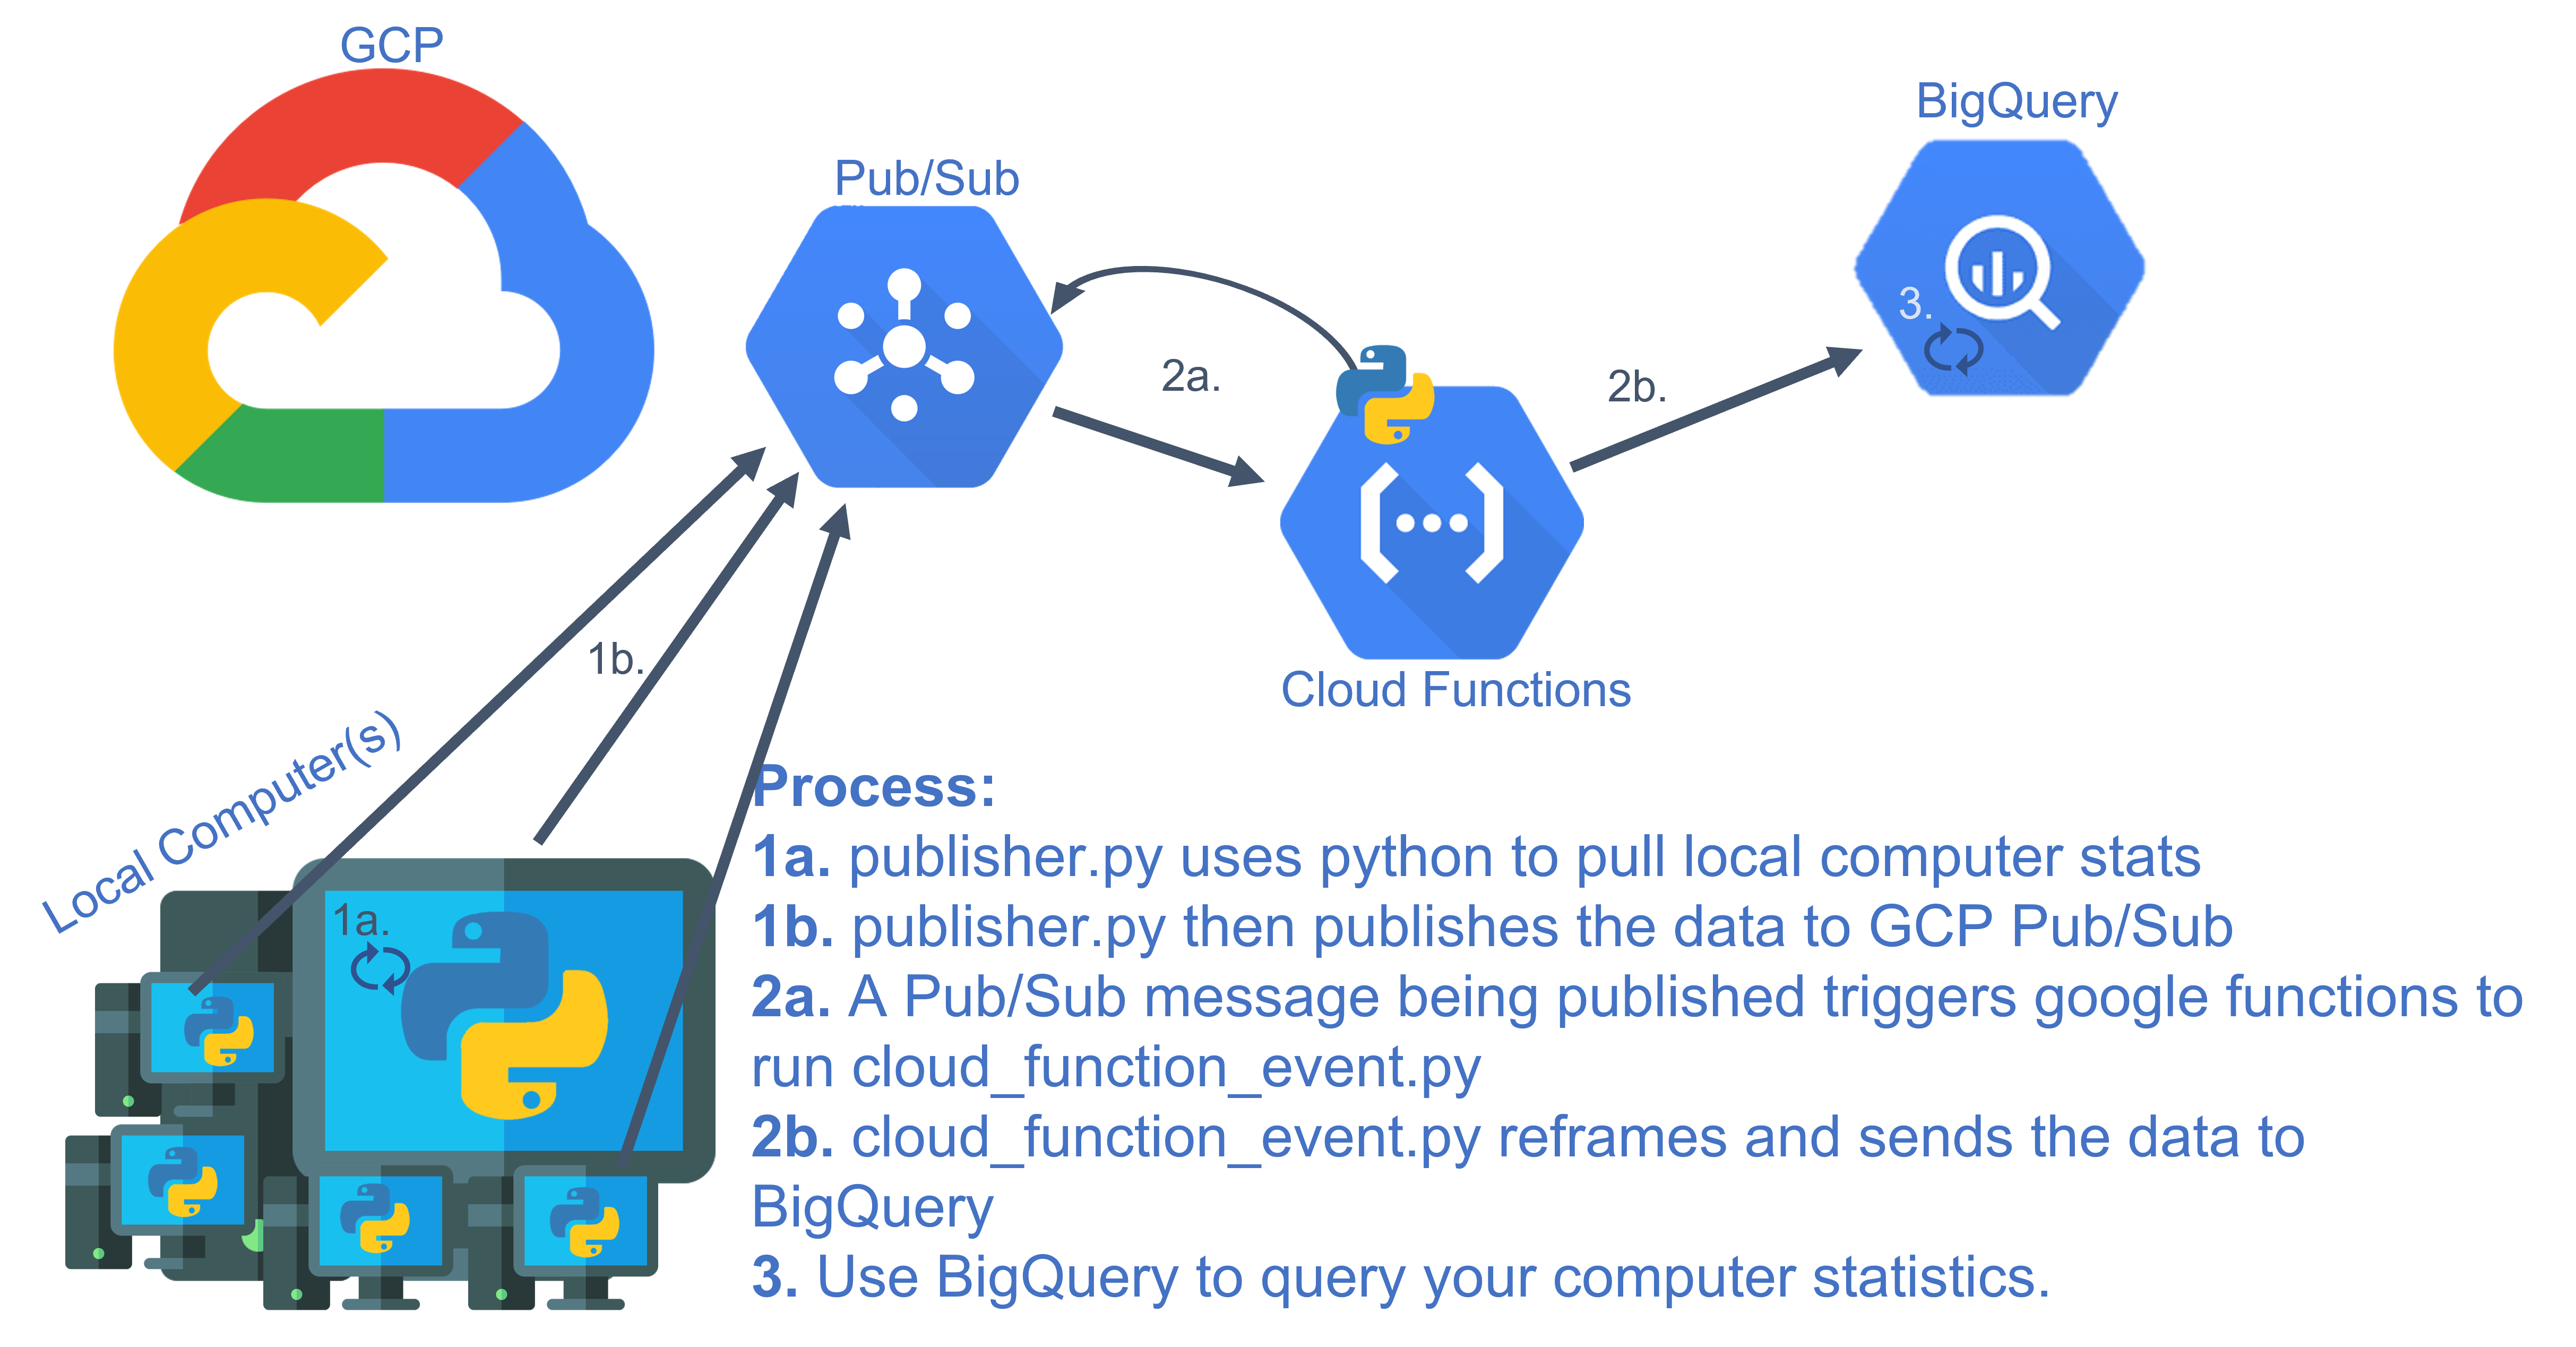 GCP
BigQuery
Pub/Sub
3.
2a.
2b.
1b.
Cloud Functions
Local Computer(s)
1a.
Process:
1a. publisher.py uses python to pull local computer stats
1b. publisher.py then publishes the data to GCP Pub/Sub
2a. A Pub/Sub message being published triggers google functions to
run cloud_function_event.py
2b. cloud_function_event.py reframes and sends the data to
BigQuery
3. Use BigQuery to query your computer statistics.